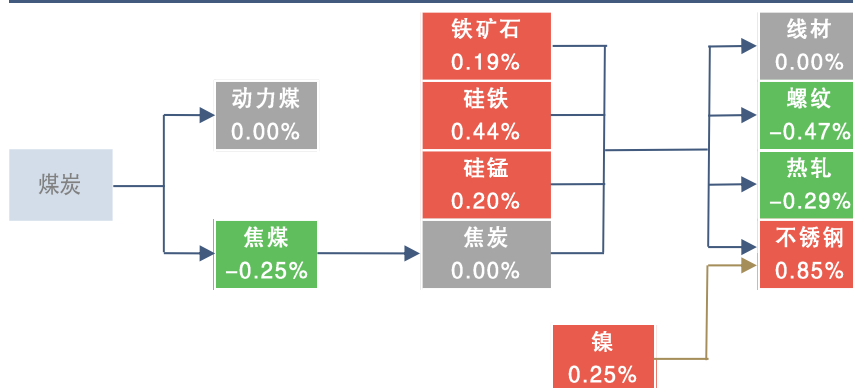 煤炭
动力煤
0.00%
焦煤
-0.25%
铁矿石
0.19%
硅铁
0.44%
硅锰
0.20%
焦炭
0.00%
镍
0.25%
线材
0.00%
螺纹
-0.47%
热轧
-0.29%
不锈钢
0.85%